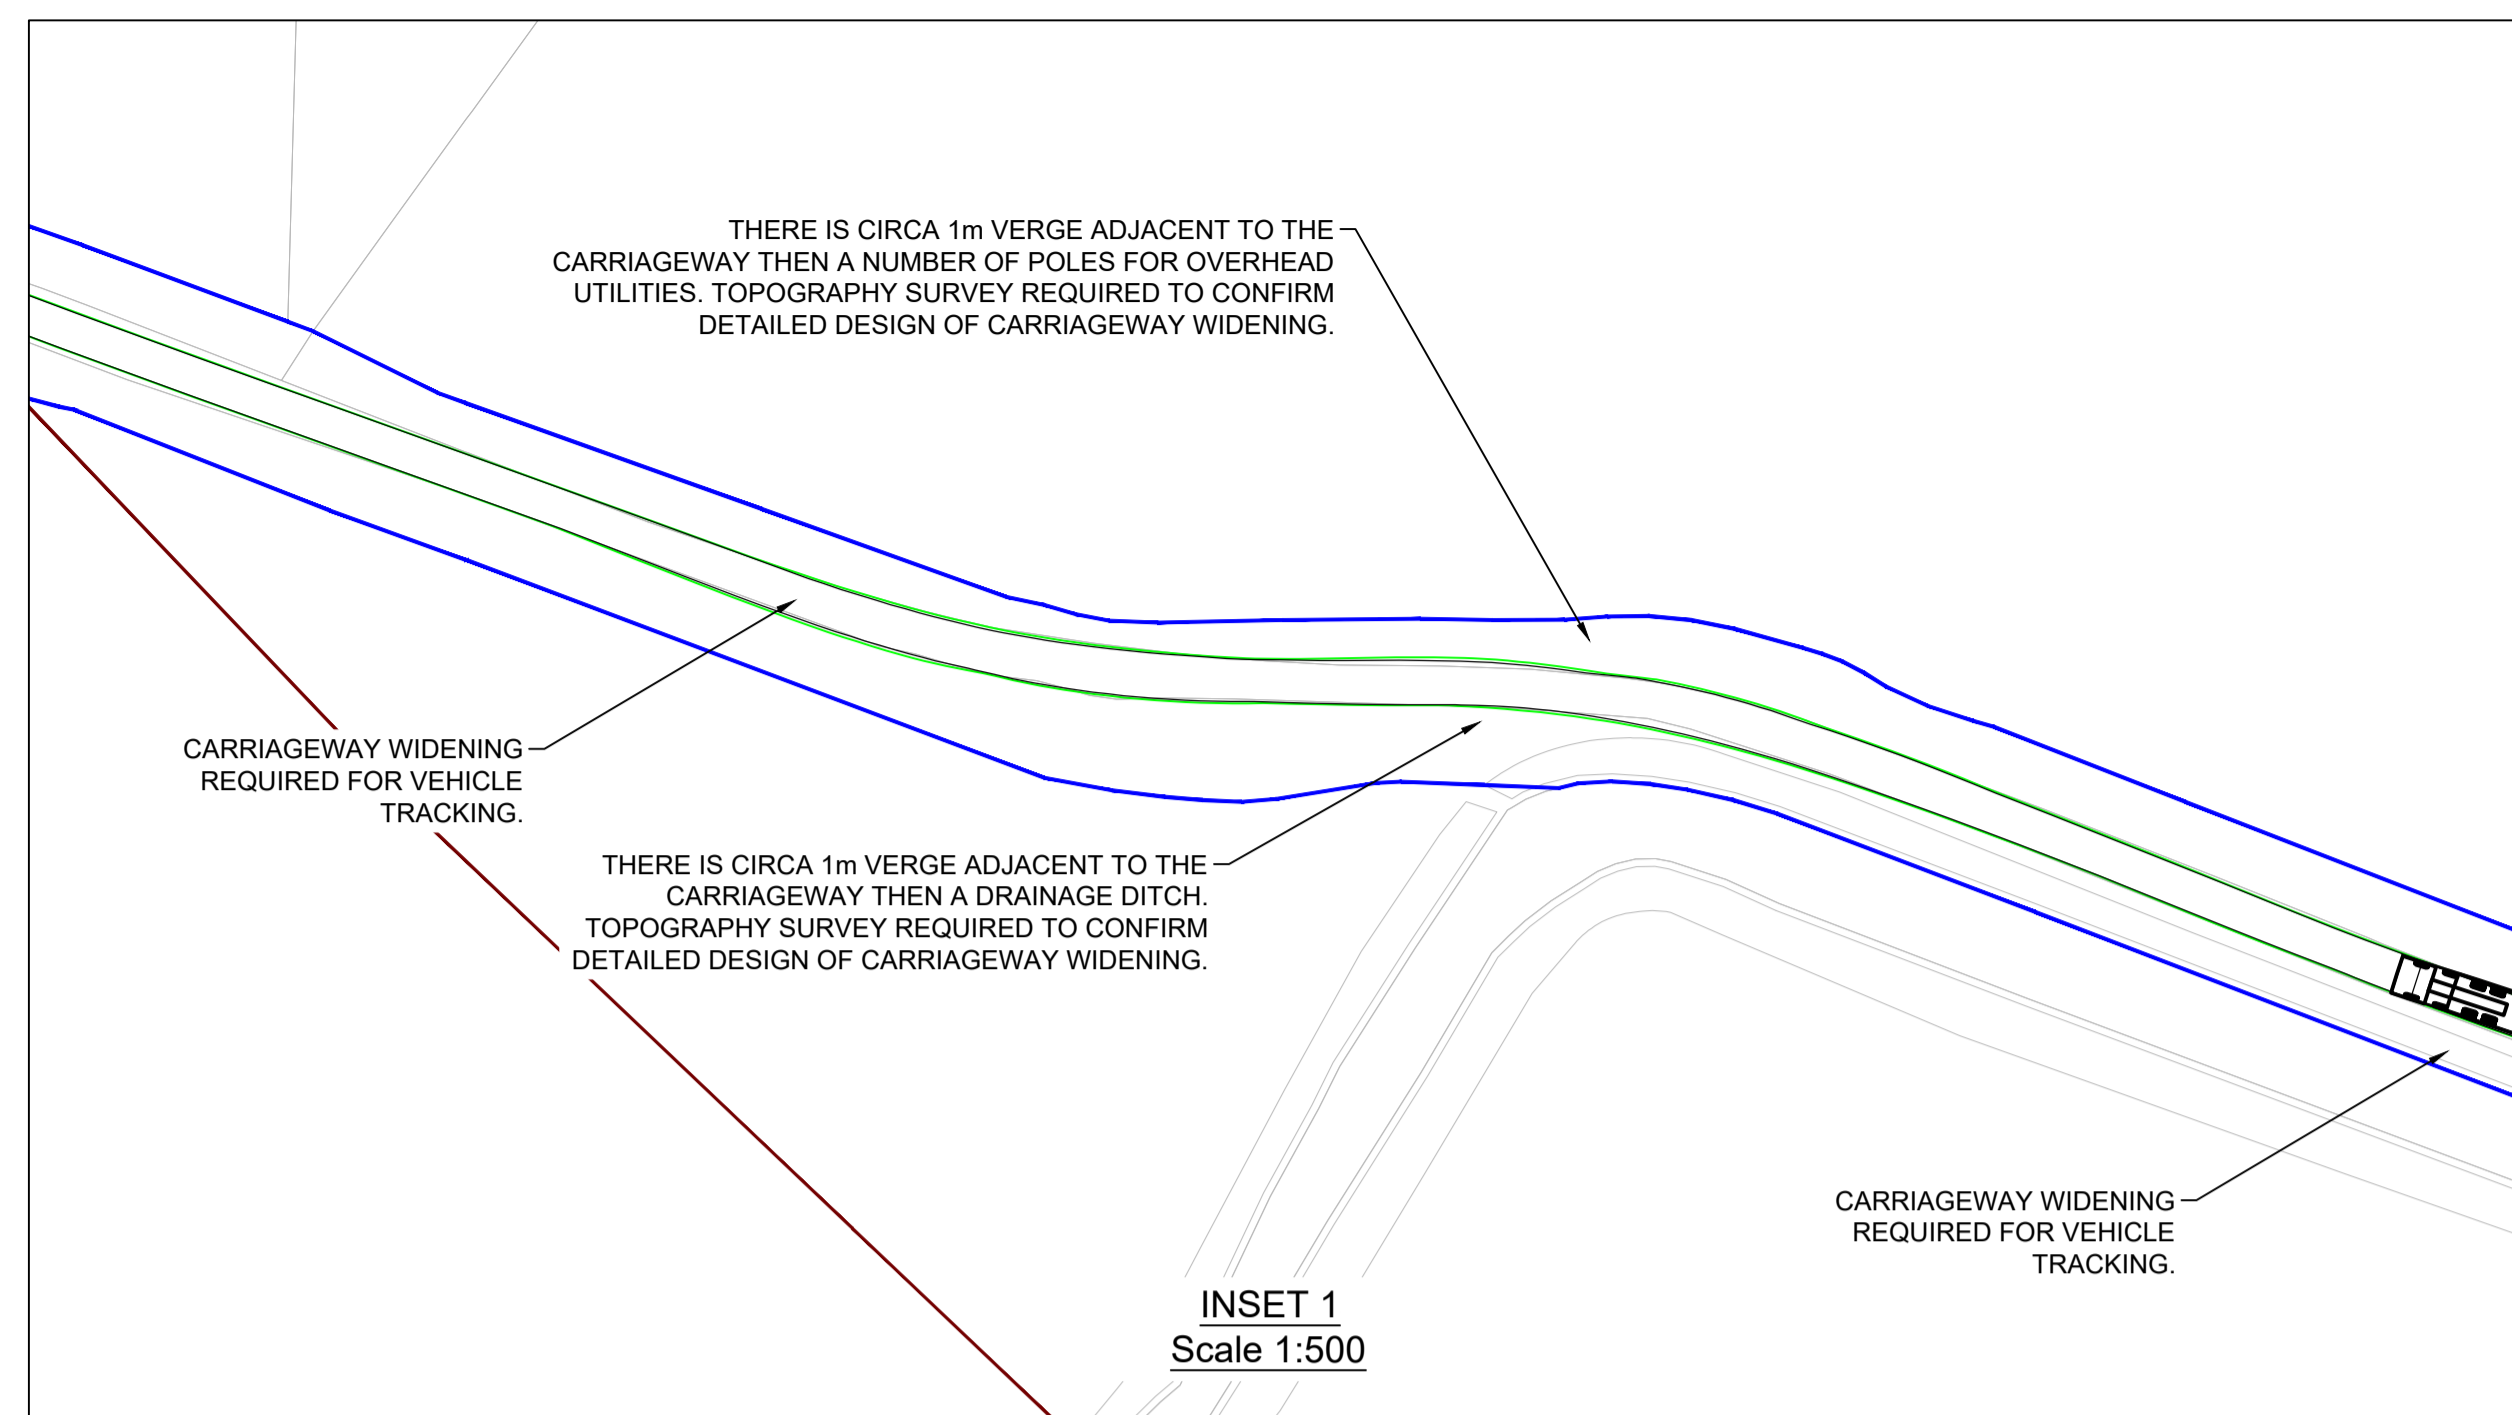 THERE IS CIRCA 1m VERGE ADJACENT TO THE
CARRIAGEWAY THEN A NUMBER OF POLES FOR OVERHEAD
UTILITIES. TOPOGRAPHY SURVEY REQUIRED TO CONFIRM
DETAILED DESIGN OF CARRIAGEWAY WIDENING.
CARRIAGEWAY WIDENING
REQUIRED FOR VEHICLE
TRACKING.
THERE IS CIRCA 1m VERGE ADJACENT TO THE
CARRIAGEWAY THEN A DRAINAGE DITCH.
TOPOGRAPHY SURVEY REQUIRED TO CONFIRM
DETAILED DESIGN OF CARRIAGEWAY WIDENING.
CARRIAGEWAY WIDENING
REQUIRED FOR VEHICLE
TRACKING.
INSET 1
Scale 1:500